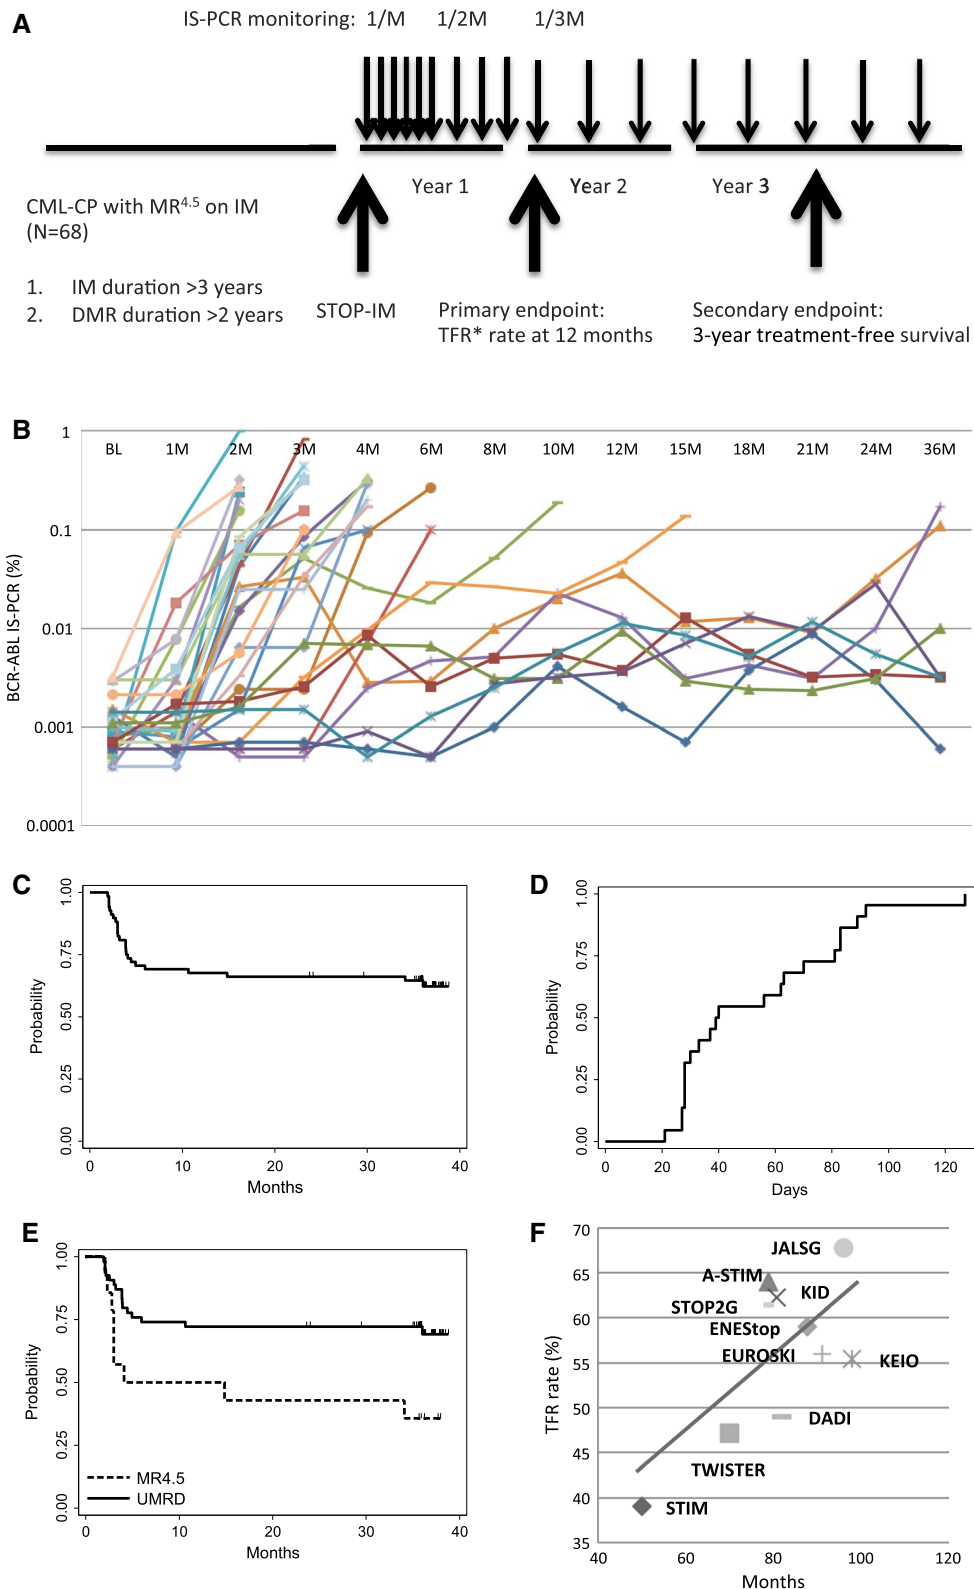 A
IS-PCR monitoring: 1/M 1/2M 1/3M
Year 1 Year 2 Year 3
CML-CP with MR4.5 on IM
(N=68)
1. IM duration >3 years
2. DMR duration >2 years
STOP-IM
Primary endpoint:
TFR* rate at 12 months
Secondary endpoint:
3-year treatment-free survival
B
BCR-ABL IS-PCR (%)
1
0.1
0.01
0.001
0.0001
BL 1M 2M 3M 4M 6M 8M 10M 12M 15M 18M 21M 24M 36M
C
Probability
1.00
0.75
0.50
0.25
0.00
0 10 20 30 40
Months
D
Probability
1.00
0.75
0.50
0.25
0.00
0 20 40 60 80 100 120
Days
E
Probability
1.00
0.75
0.50
0.25
0.00
MR4.5
UMRD
0 10 20 30 40
Months
F
TFR rate (%)
70
65
60
55
50
45
40
35
JALSG
A-STIM
KID
STOP2G
ENEStop
EUROSKI
KEIO
DADI
TWISTER
STIM
40 60 80 100 120
Months